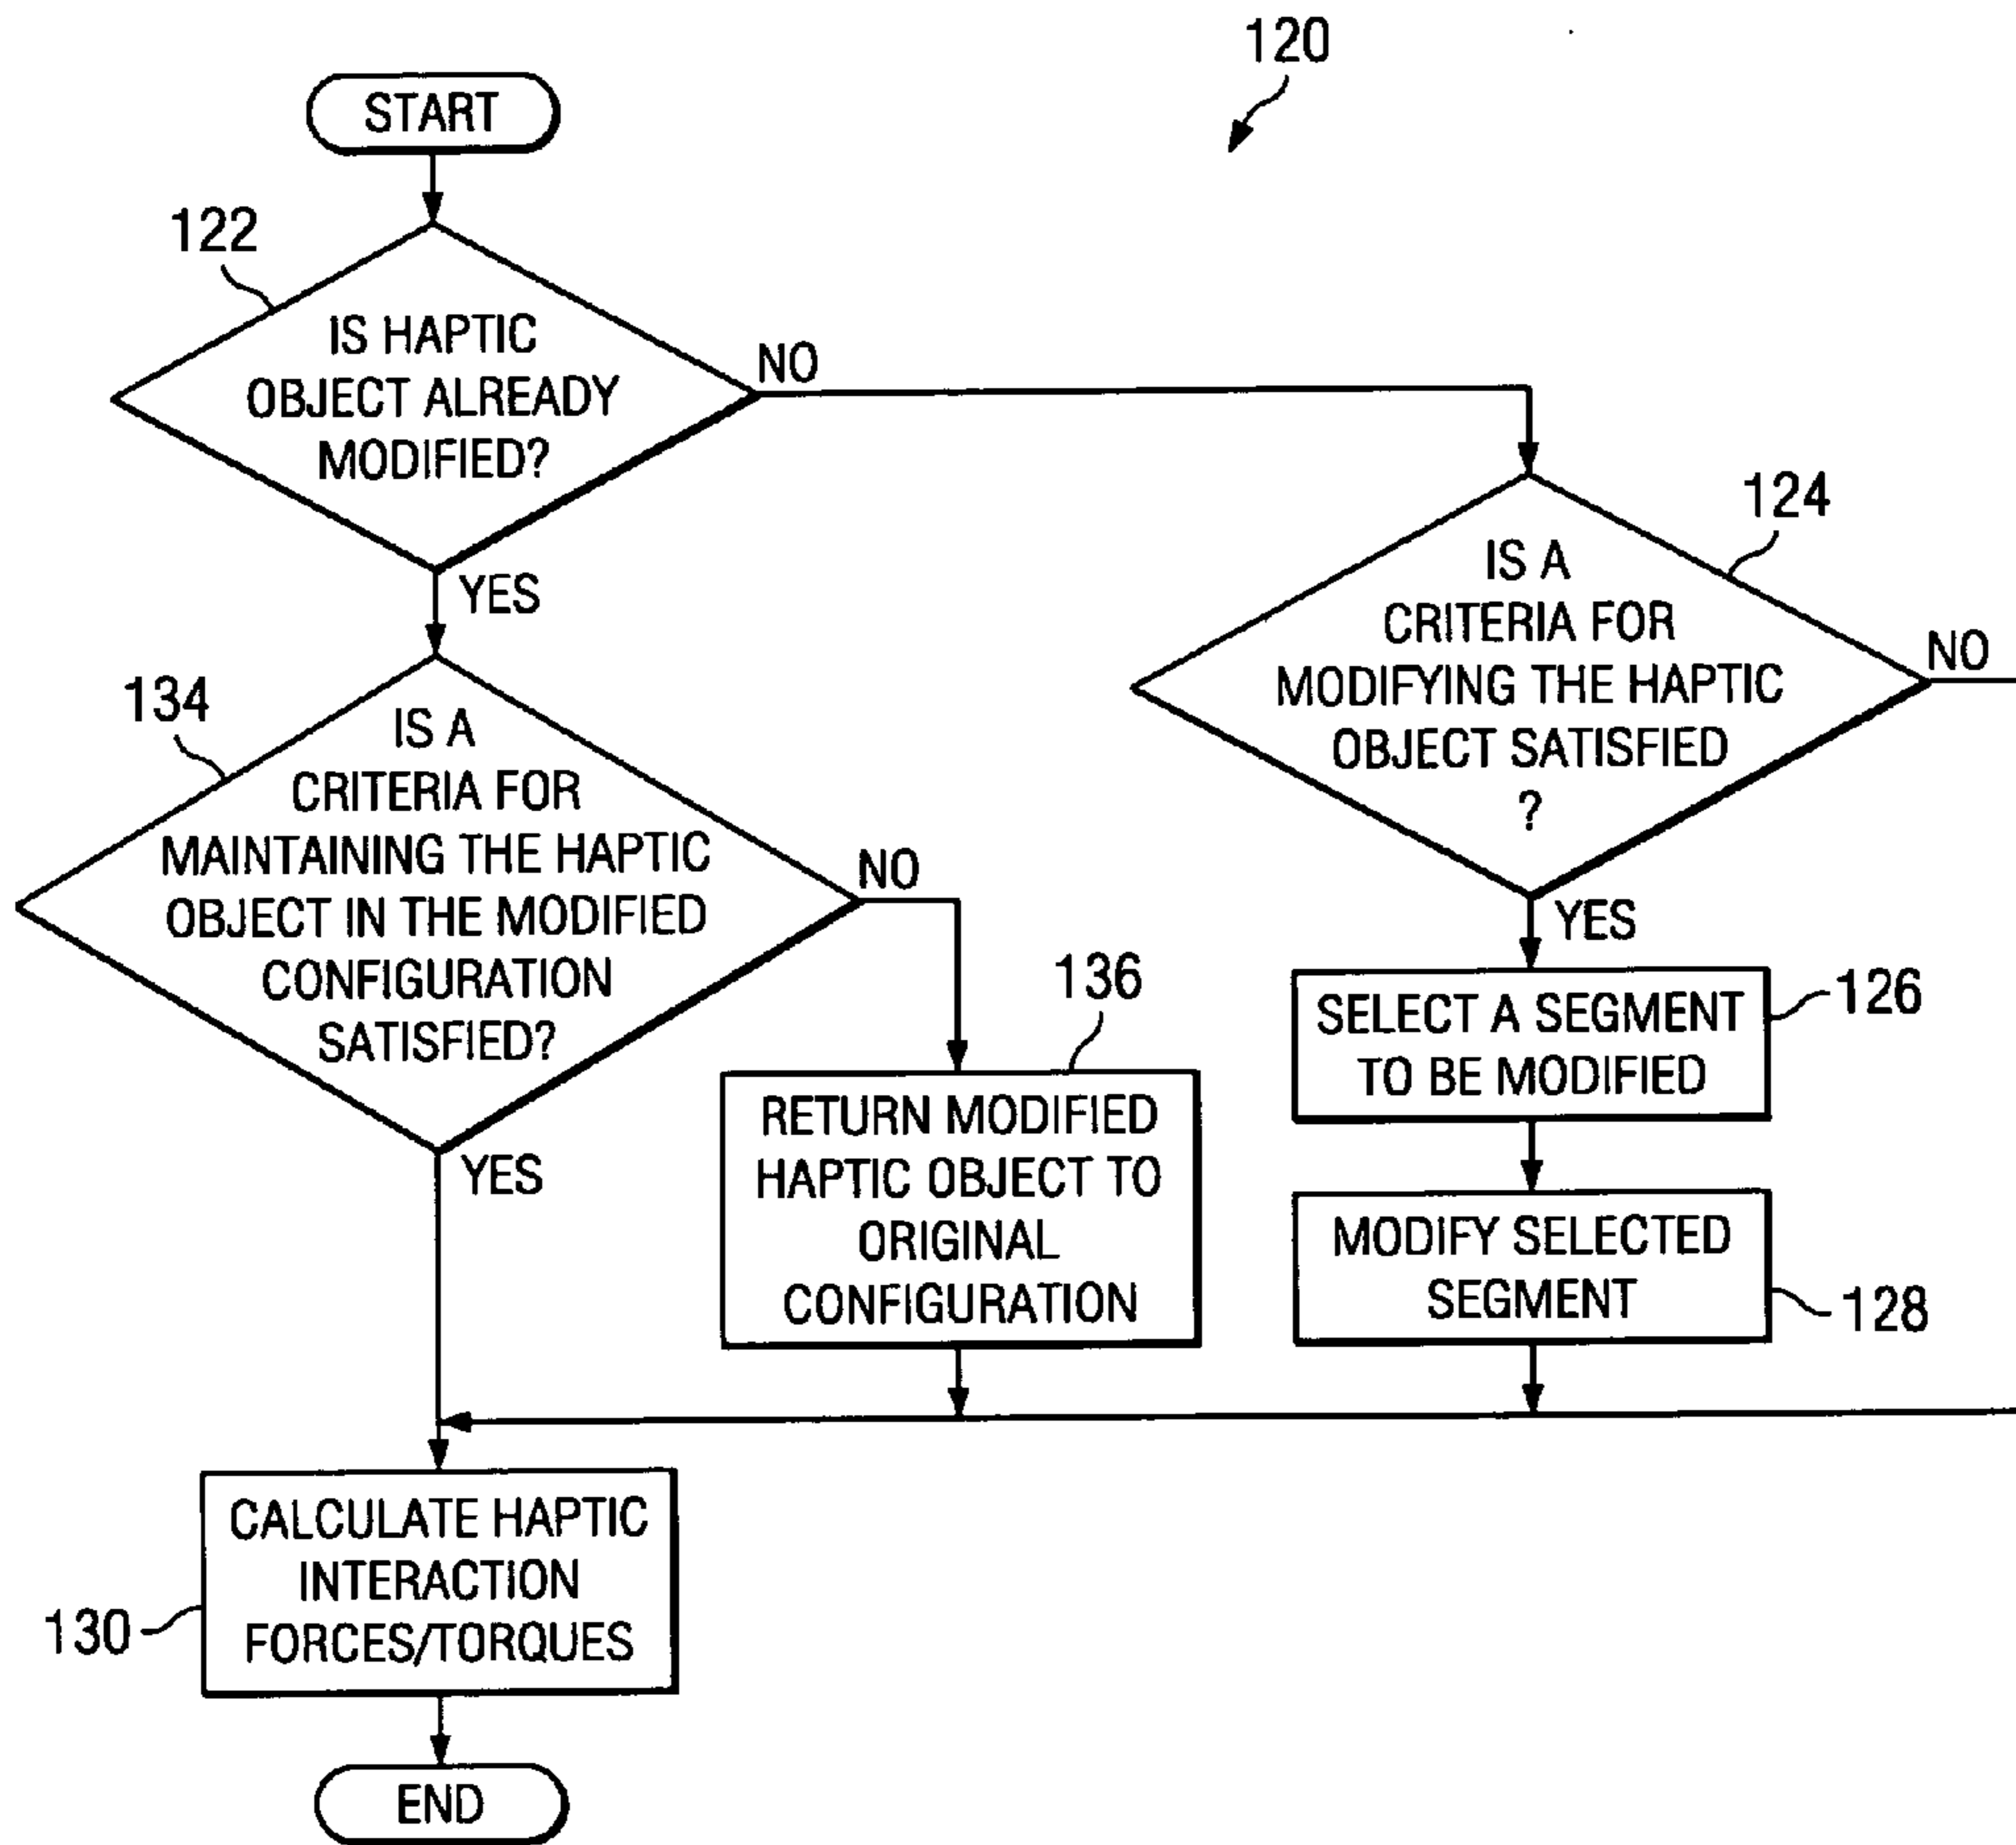 120
START
122
IS HAPTIC
OBJECT ALREADY
MODIFIED?
NO
YES
124
IS A
CRITERIA FOR
MODIFYING THE HAPTIC
OBJECT SATISFIED
?
NO
YES
134
IS A
CRITERIA FOR
MAINTAINING THE HAPTIC
OBJECT IN THE MODIFIED
CONFIGURATION
SATISFIED?
NO
YES
136
RETURN MODIFIED
HAPTIC OBJECT TO
ORIGINAL
CONFIGURATION
SELECT A SEGMENT
TO BE MODIFIED
126
MODIFY SELECTED
SEGMENT
128
CALCULATE HAPTIC
INTERACTION
FORCES/TORQUES
130
END